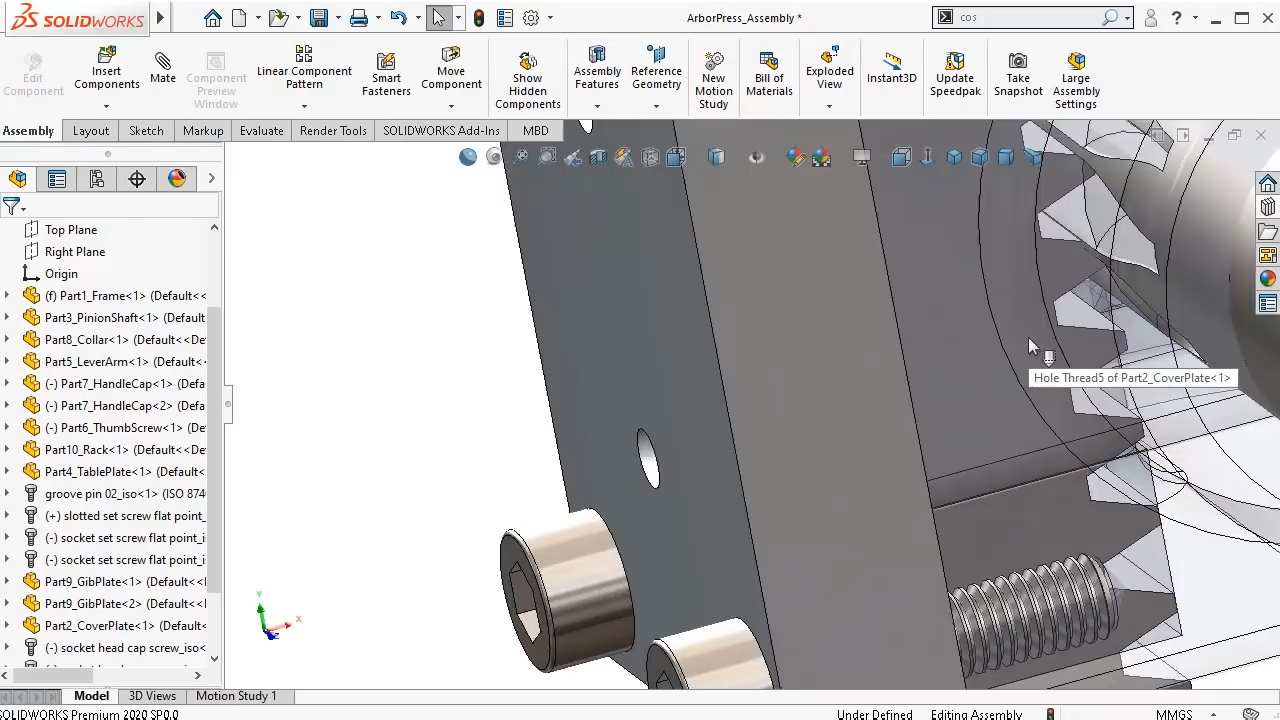 SOLIDWORKS
ArborPress_Assembly *
cos
Edit Component
Insert Components
Mate
Component Preview Window
Linear Component Pattern
Smart Fasteners
Move Component
Show Hidden Components
Assembly Features
Reference Geometry
New Motion Study
Bill of Materials
Exploded View
Instant3D
Update Speedpak
Take Snapshot
Large Assembly Settings
Assembly
Layout
Sketch
Markup
Evaluate
Render Tools
SOLIDWORKS Add-Ins
MBD
Top Plane
Right Plane
Origin
(f) Part1_Frame<1> (Default<<
Part3_PinionShaft<1> (Default
Part8_Collar<1> (Default<<De
Part5_LeverArm<1> (Default<
(-) Part7_HandleCap<1> (Defa
(-) Part7_HandleCap<2> (Defa
(-) Part6_ThumbScrew<1> (De
Part10_Rack<1> (Default<<De
Part4_TablePlate<1> (Default<
groove pin 02_iso<1> (ISO 874
(+) slotted set screw flat point_
(-) socket set screw flat point_i
(-) socket set screw flat point_i
Part9_GibPlate<1> (Default<<
Part9_GibPlate<2> (Default<<
Part2_CoverPlate<1> (Default
(-) socket head cap screw_iso<
Hole Thread5 of Part2_CoverPlate<1>
Y
X
Model
3D Views
Motion Study 1
SOLIDWORKS Premium 2020 SP0.0
Under Defined
Editing Assembly
MMGS